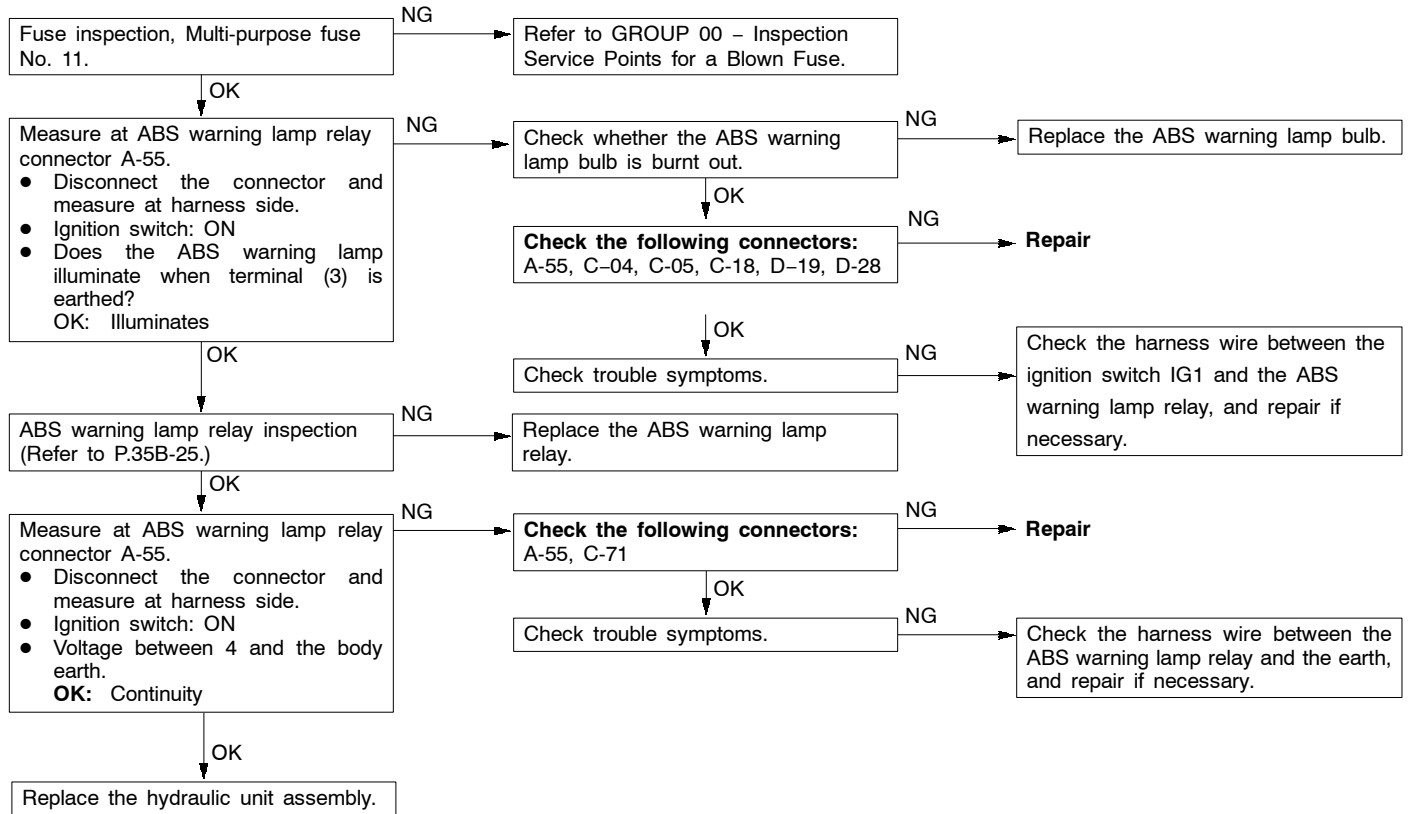 Fuse inspection, Multi-purpose fuse
No. 11.
NG
Refer to GROUP 00 – Inspection
Service Points for a Blown Fuse.
OK
Measure at ABS warning lamp relay
connector A-55.
● Disconnect the connector and
measure at harness side.
● Ignition switch: ON
● Does the ABS warning lamp
illuminate when terminal (3) is
earthed?
OK: Illuminates
NG
Check whether the ABS warning
lamp bulb is burnt out.
NG
Replace the ABS warning lamp bulb.
OK
Check the following connectors:
A-55, C–04, C-05, C-18, D–19, D-28
NG
Repair
OK
Check trouble symptoms.
NG
Check the harness wire between the
ignition switch IG1 and the ABS
warning lamp relay, and repair if
necessary.
OK
ABS warning lamp relay inspection
(Refer to P.35B-25.)
NG
Replace the ABS warning lamp
relay.
OK
Measure at ABS warning lamp relay
connector A-55.
● Disconnect the connector and
measure at harness side.
● Ignition switch: ON
● Voltage between 4 and the body
earth.
OK: Continuity
NG
Check the following connectors:
A-55, C-71
NG
Repair
OK
Check trouble symptoms.
NG
Check the harness wire between the
ABS warning lamp relay and the earth,
and repair if necessary.
OK
Replace the hydraulic unit assembly.